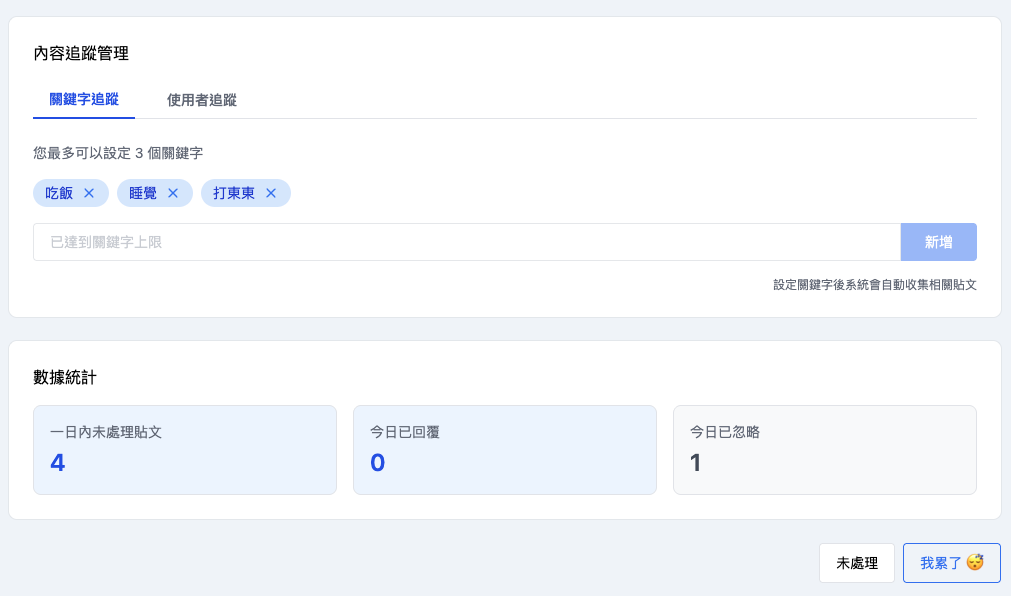 內容追蹤管理
關鍵字追蹤 使用者追蹤
您最多可以設定 3 個關鍵字
吃飯 ✕ 睡覺 ✕ 打東東 ✕
已達到關鍵字上限 新增
設定關鍵字後系統會自動收集相關貼文
數據統計
一日內未處理貼文 今日已回覆 今日已忽略
4 0 1
未處理 我累了 😴